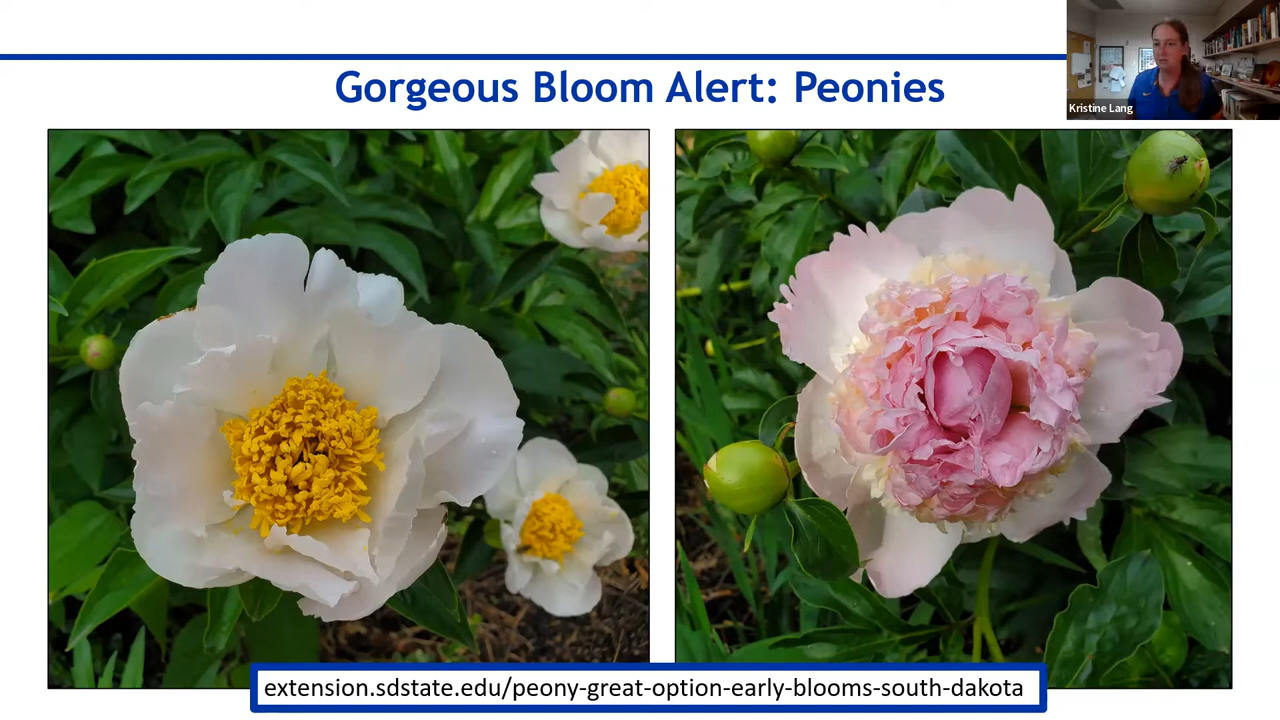 Gorgeous Bloom Alert: Peonies
Kristine Lang
extension.sdstate.edu/peony-great-option-early-blooms-south-dakota